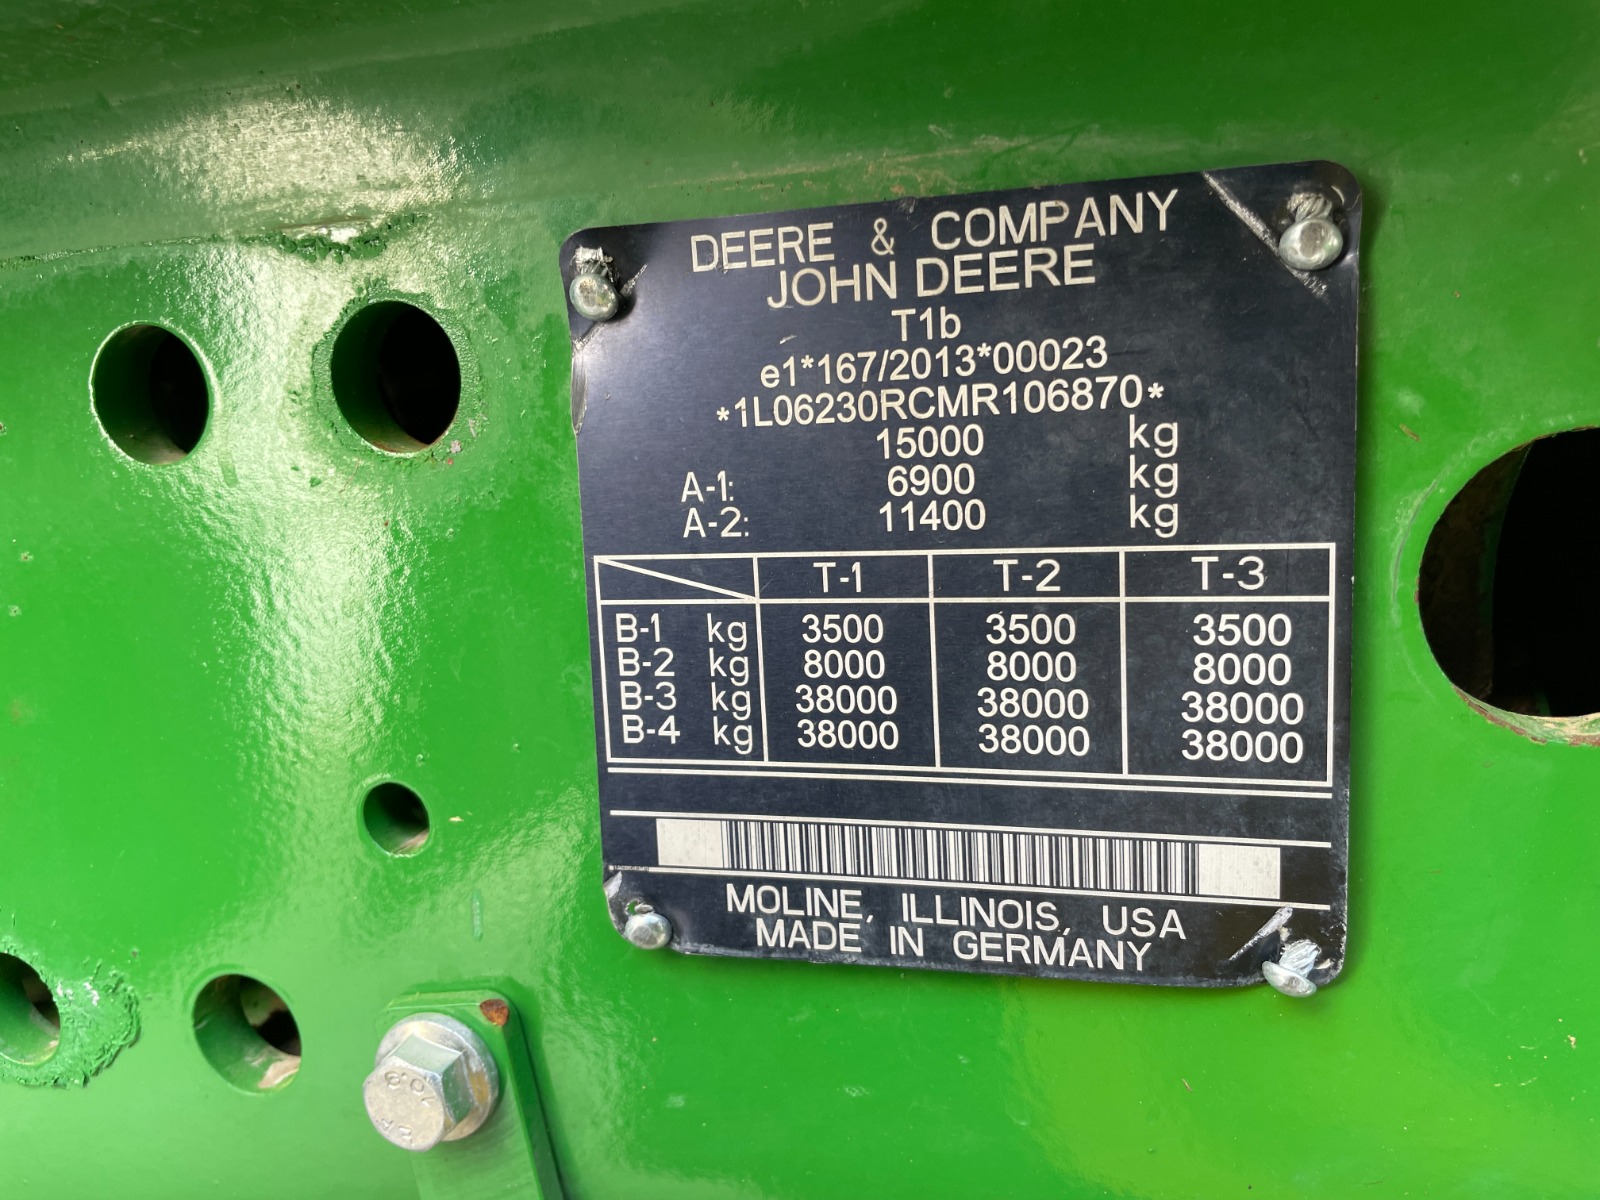 DEERE & COMPANY
JOHN DEERE
T1b
e1*167/2013*00023
*1L06230RCMR106870*
15000 kg
A-1: 6900 kg
A-2: 11400 kg
T-1 T-2 T-3
B-1 kg 3500 3500 3500
B-2 kg 8000 8000 8000
B-3 kg 38000 38000 38000
B-4 kg 38000 38000 38000
MOLINE, ILLINOIS, USA
MADE IN GERMANY
10.9